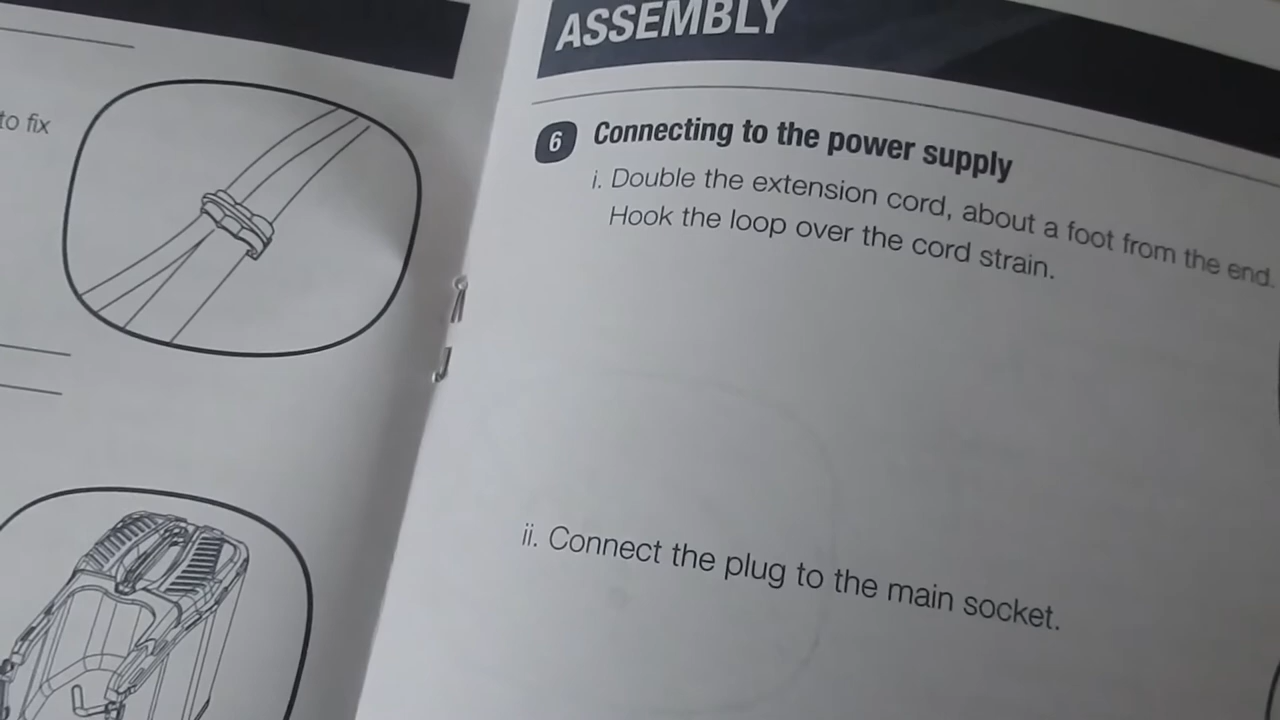 to fix
ASSEMBLY
6 Connecting to the power supply
i. Double the extension cord, about a foot from the end.
Hook the loop over the cord strain.
ii. Connect the plug to the main socket.